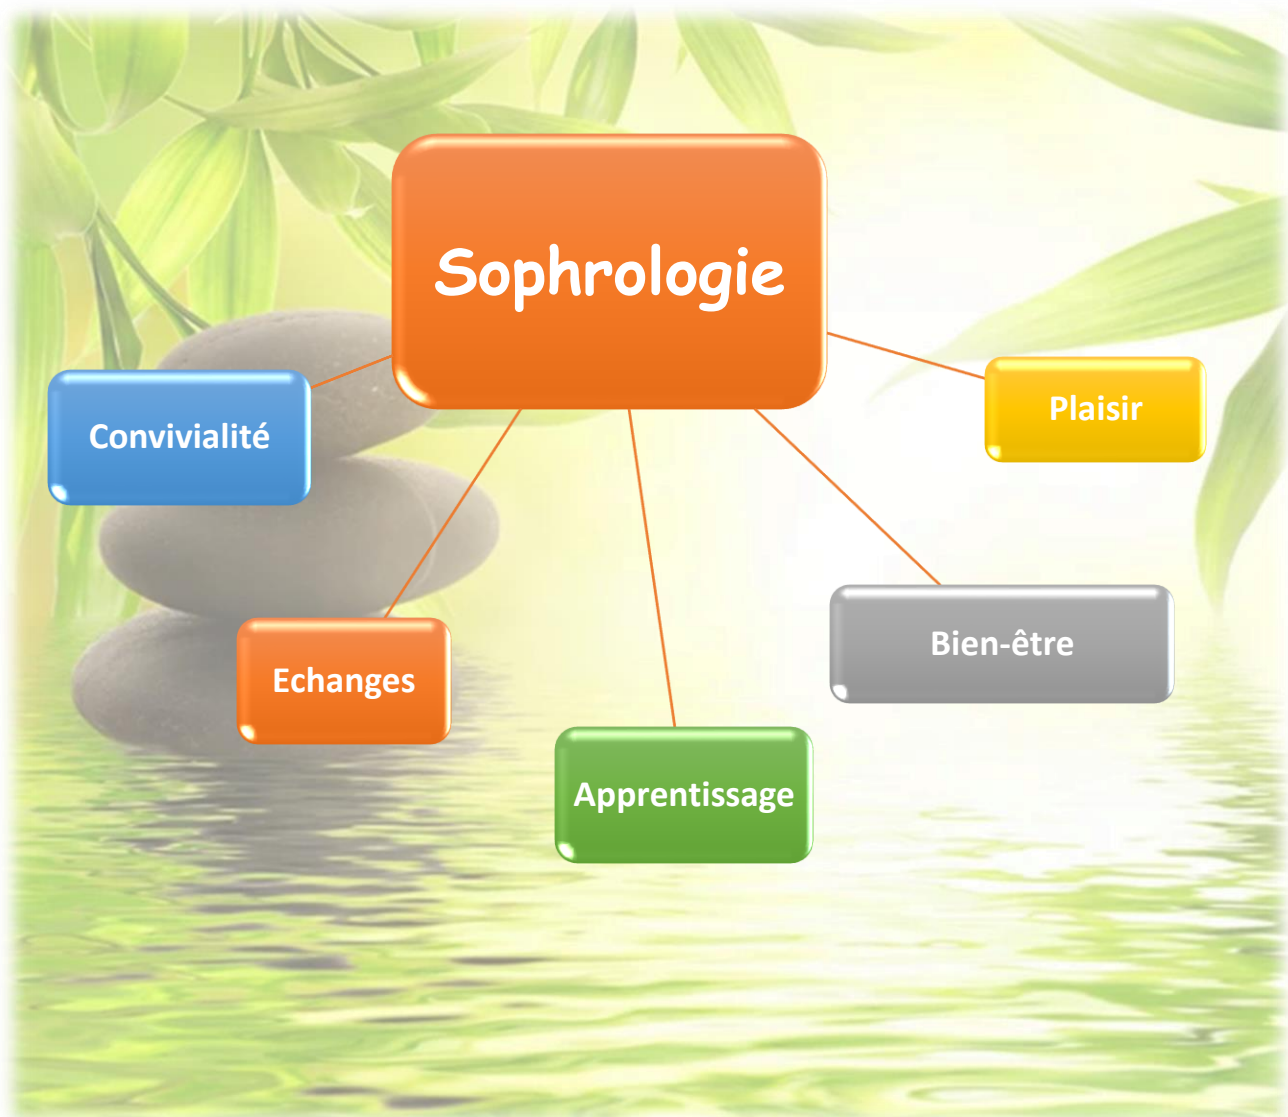 Sophrologie
Convivialité
Plaisir
Echanges
Bien-être
Apprentissage